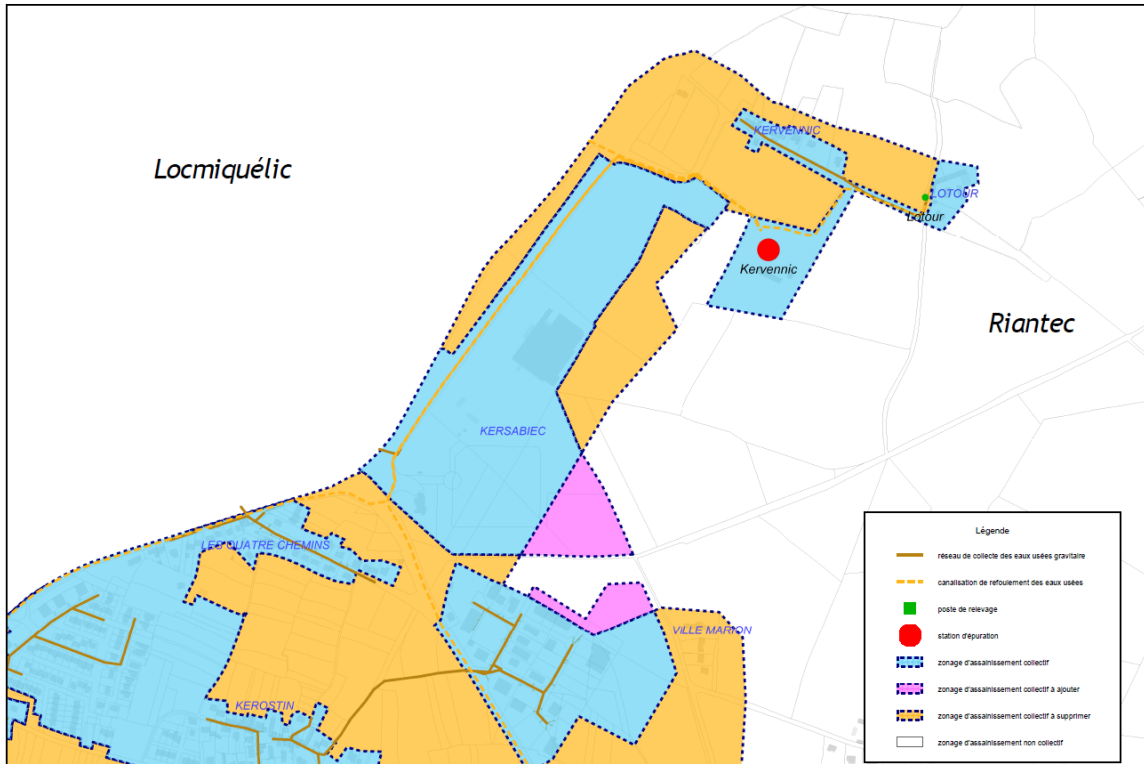 Locmiquélic
KERVENNIC
LOTOUR
Lotour
Kervennic
Riantec
KERSABIEC
LES QUATRE CHEMINS
VILLE MARION
KEROSTIN
Légende
réseau de collecte des eaux usées gravitaire
canalisation de refoulement des eaux usées
poste de relevage
station d'épuration
zonage d'assainissement collectif
zonage d'assainissement collectif à ajouter
zonage d'assainissement collectif à supprimer
zonage d'assainissement non collectif